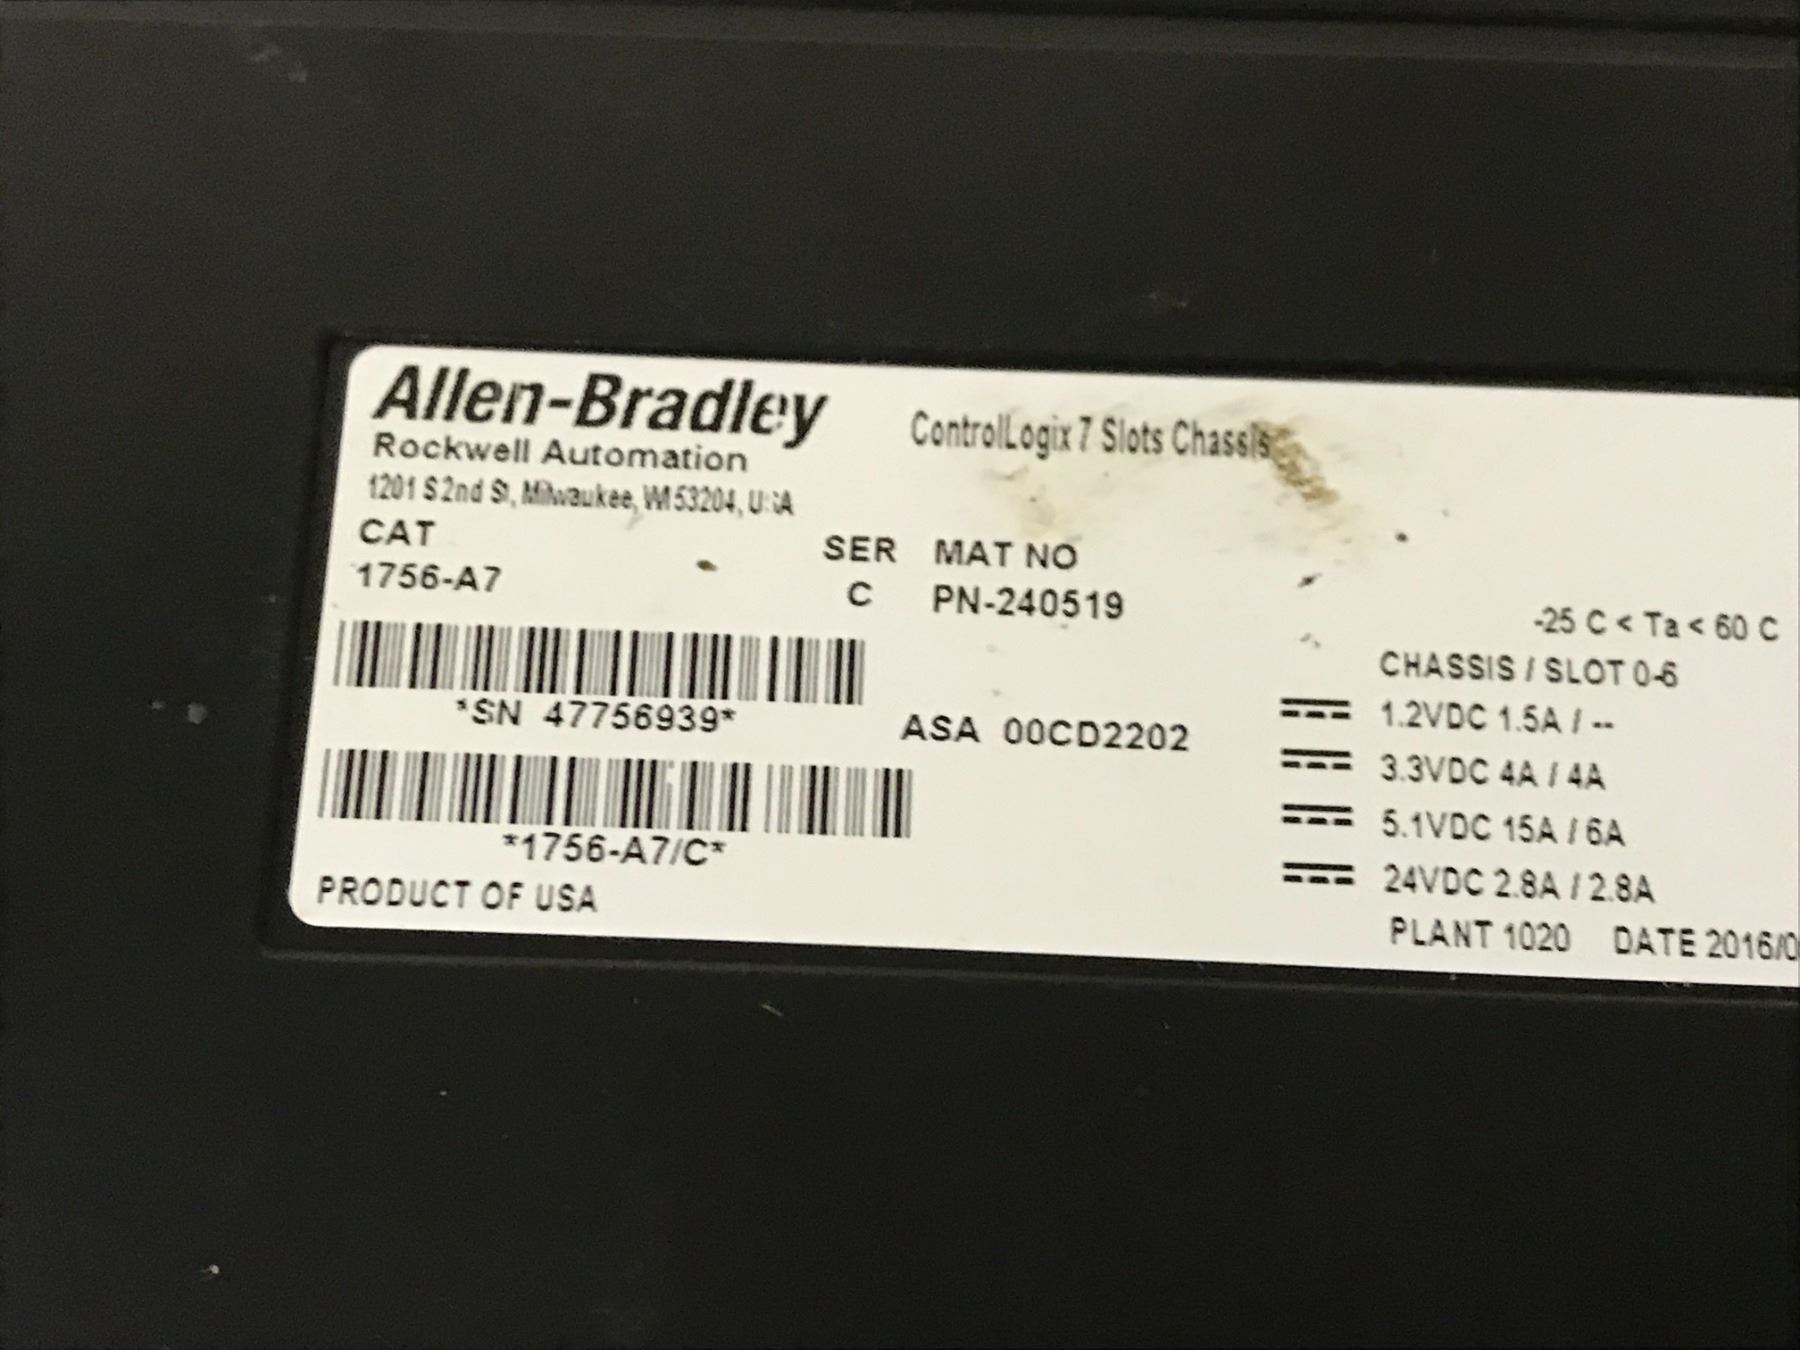 Allen-Bradley
Rockwell Automation
1201 S 2nd St, Milwaukee, WI 53204, USA
ControlLogix 7 Slots Chassis
CAT
1756-A7
SER
C
MAT NO
PN-240519
*SN 47756939*
ASA 00CD2202
*1756-A7/C*
PRODUCT OF USA
-25 C < Ta < 60 C
CHASSIS / SLOT 0-6
1.2VDC 1.5A / --
3.3VDC 4A / 4A
5.1VDC 15A / 6A
24VDC 2.8A / 2.8A
PLANT 1020 DATE 2016/0